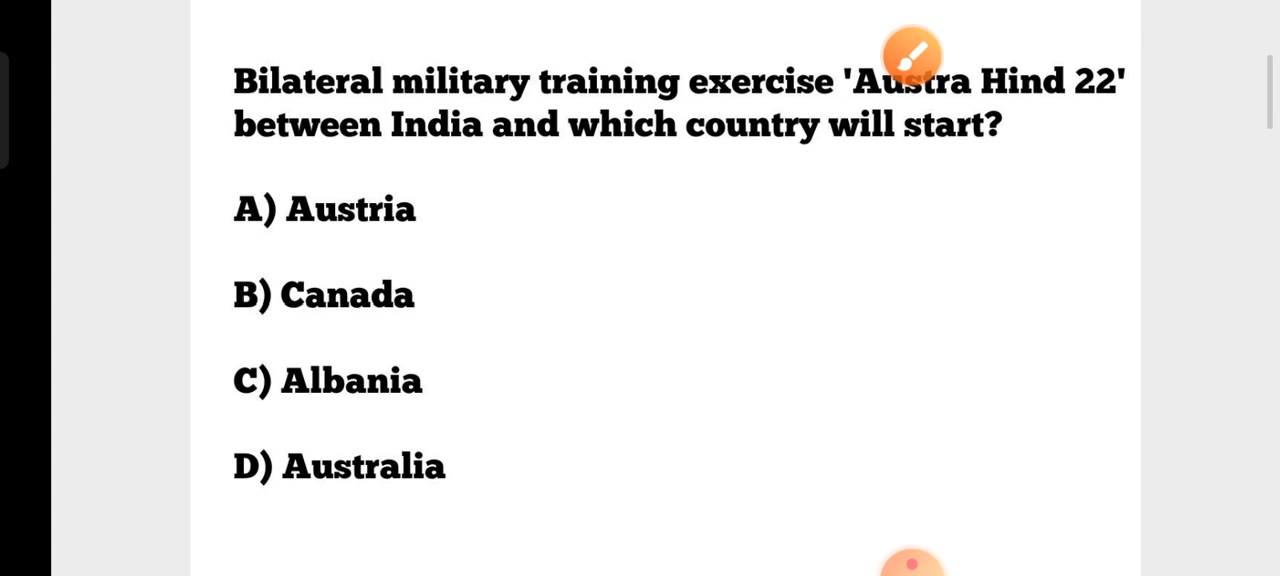 Bilateral military training exercise 'Austra Hind 22'
between India and which country will start?
A) Austria
B) Canada
C) Albania
D) Australia